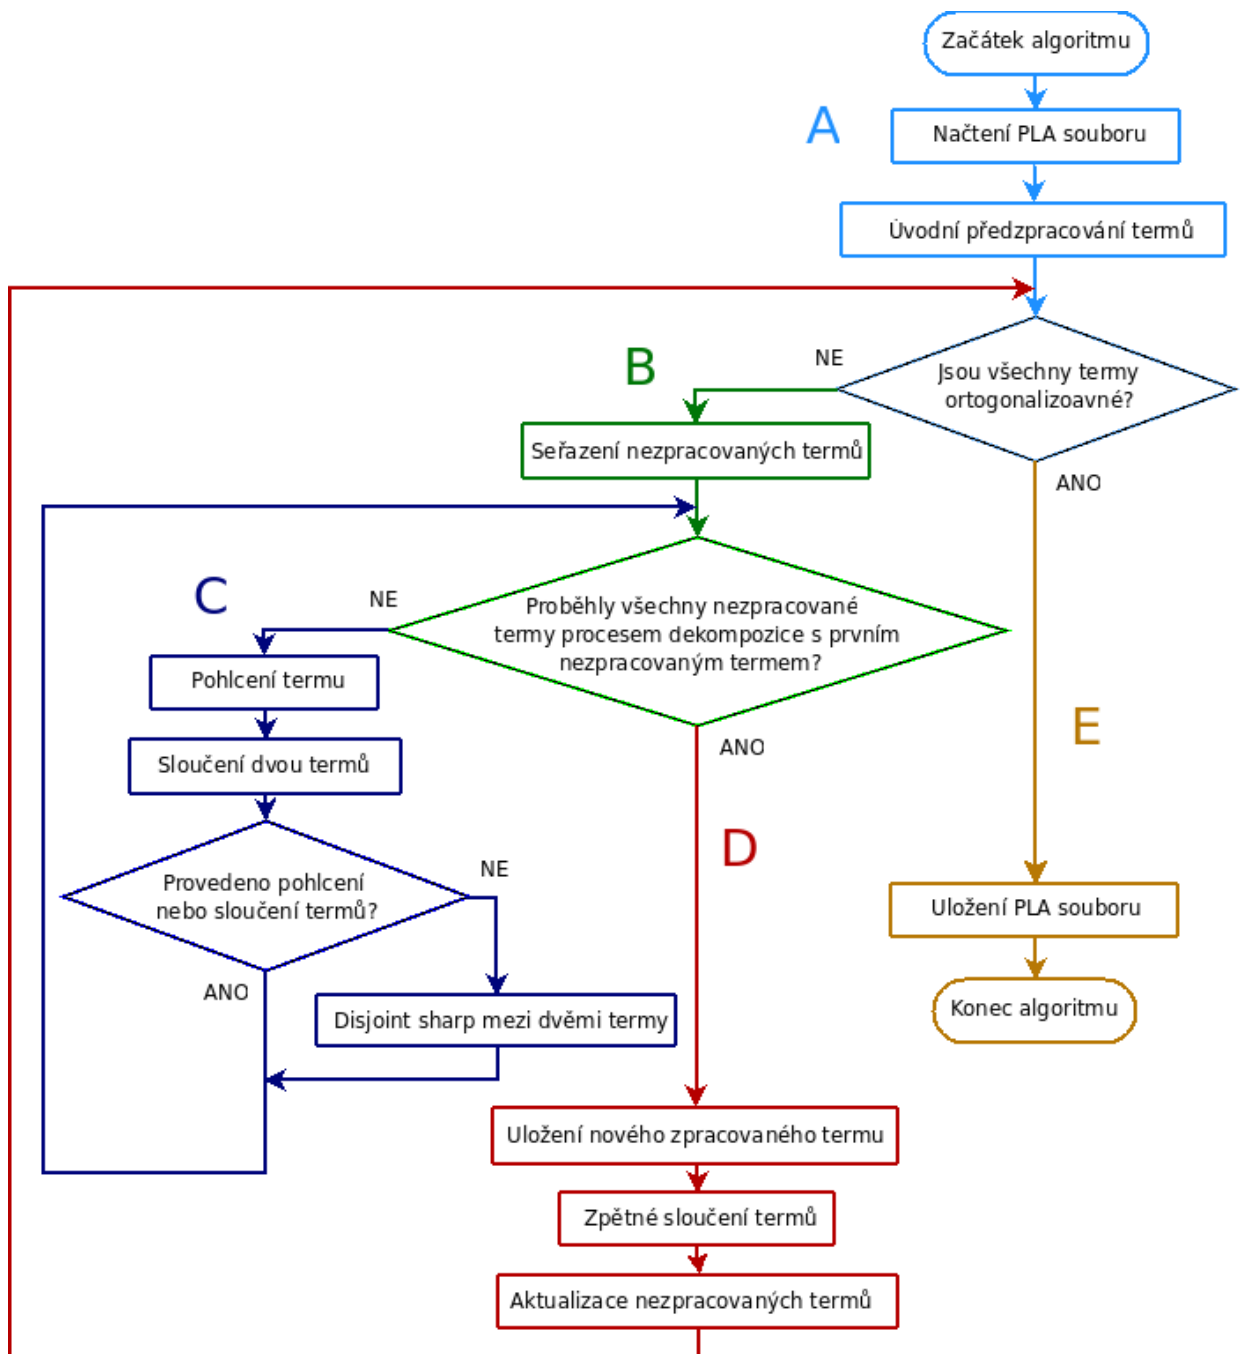 Začátek algoritmu
A
Načtení PLA souboru
Úvodní předzpracování termů
Jsou všechny termy
ortogonalizoavné?
NE
ANO
B
Seřazení nezpracovaných termů
Proběhly všechny nezpracované
termy procesem dekompozice s prvním
nezpracovaným termem?
NE
ANO
C
Pohlcení termu
Sloučení dvou termů
Provedeno pohlcení
nebo sloučení termů?
NE
ANO
Disjoint sharp mezi dvěmi termy
D
Uložení nového zpracovaného termu
Zpětné sloučení termů
Aktualizace nezpracovaných termů
E
Uložení PLA souboru
Konec algoritmu